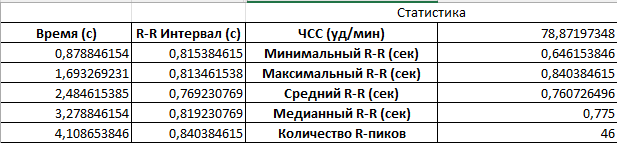 Статистика
Время (с) R-R Интервал (с) ЧСС (уд/мин) 78,87197348
0,878846154 0,815384615 Минимальный R-R (сек) 0,646153846
1,693269231 0,813461538 Максимальный R-R (сек) 0,840384615
2,484615385 0,769230769 Средний R-R (сек) 0,760726496
3,278846154 0,819230769 Медианный R-R (сек) 0,775
4,108653846 0,840384615 Количество R-пиков 46